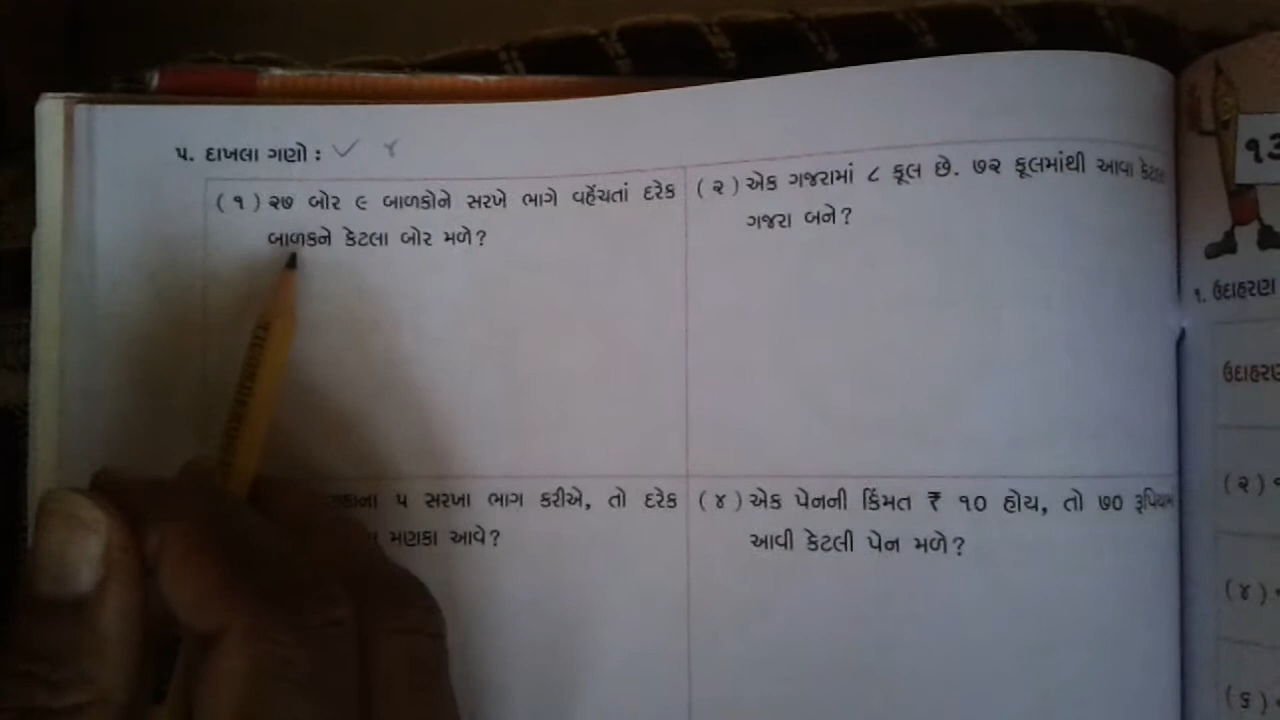 ૫. દાખલા ગણો :
(૧) ૨૭ બોર ૯ બાળકોને સરખે ભાગે વહેંચતાં દરેક
બાળકને કેટલા બોર મળે?
(૨) એક ગજરામાં ૮ ફૂલ છે. ૭૨ ફૂલમાંથી આવા કેટલા
ગજરા બને?
૫ સરખા ભાગ કરીએ, તો દરેક
મણકા આવે?
(૪) એક પેનની કિંમત ₹ ૧૦ હોય, તો ૭૦ રૂપિયામાં
આવી કેટલી પેન મળે?
૧૩
૧. ઉદાહરણ
(૨)
(૪)
(૬)